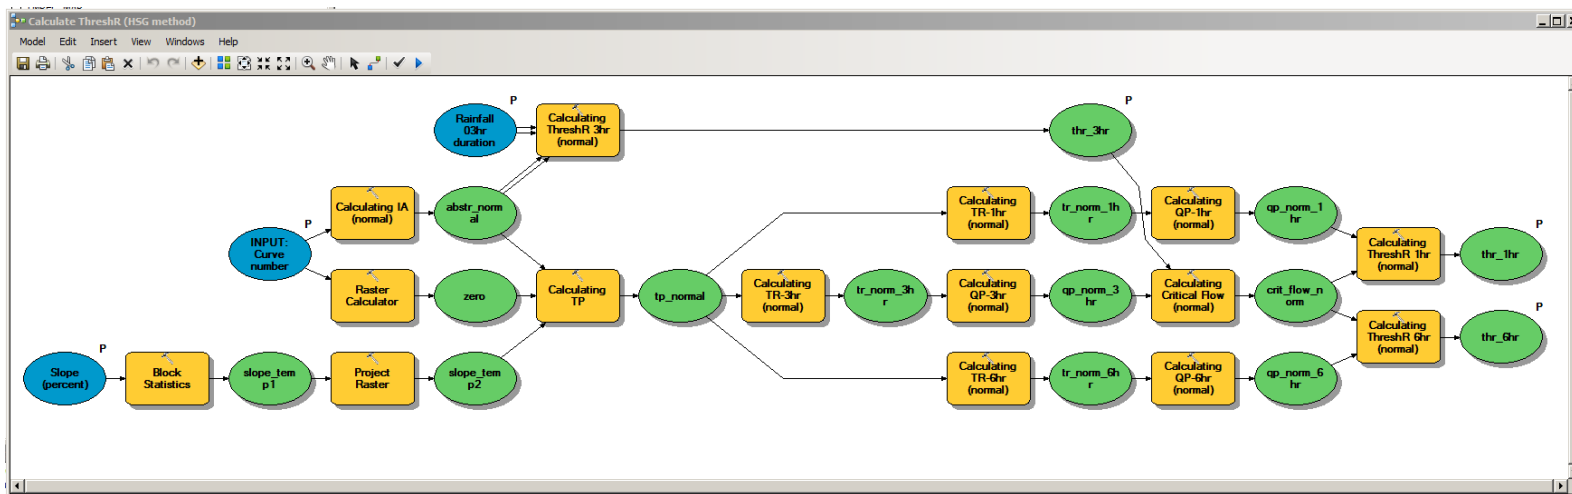 Calculate ThreshR (HSG method)
Model Edit Insert View Windows Help
P
Rainfall
03hr
duration
Calculating
ThreshR 3hr
(normal)
P
thr_3hr
P
INPUT:
Curve
number
Calculating IA
(normal)
abstr_norm
al
Raster
Calculator
zero
Calculating
TP
tp_normal
P
Slope
(percent)
Block
Statistics
slope_tem
p1
Project
Raster
slope_temp
p2
Calculating
TR-1hr
(normal)
tr_norm_1h
r
Calculating
QP-1hr
(normal)
qp_norm_1
hr
Calculating
TR-3hr
(normal)
tr_norm_3h
r
Calculating
QP-3hr
(normal)
qp_norm_3
hr
Calculating
Critical Flow
(normal)
crit_flow_n
orm
Calculating
TR-6hr
(normal)
tr_norm_6h
r
Calculating
QP-6hr
(normal)
qp_norm_6
hr
Calculating
ThreshR 1hr
(normal)
P
thr_1hr
Calculating
ThreshR 6hr
(normal)
P
thr_6hr